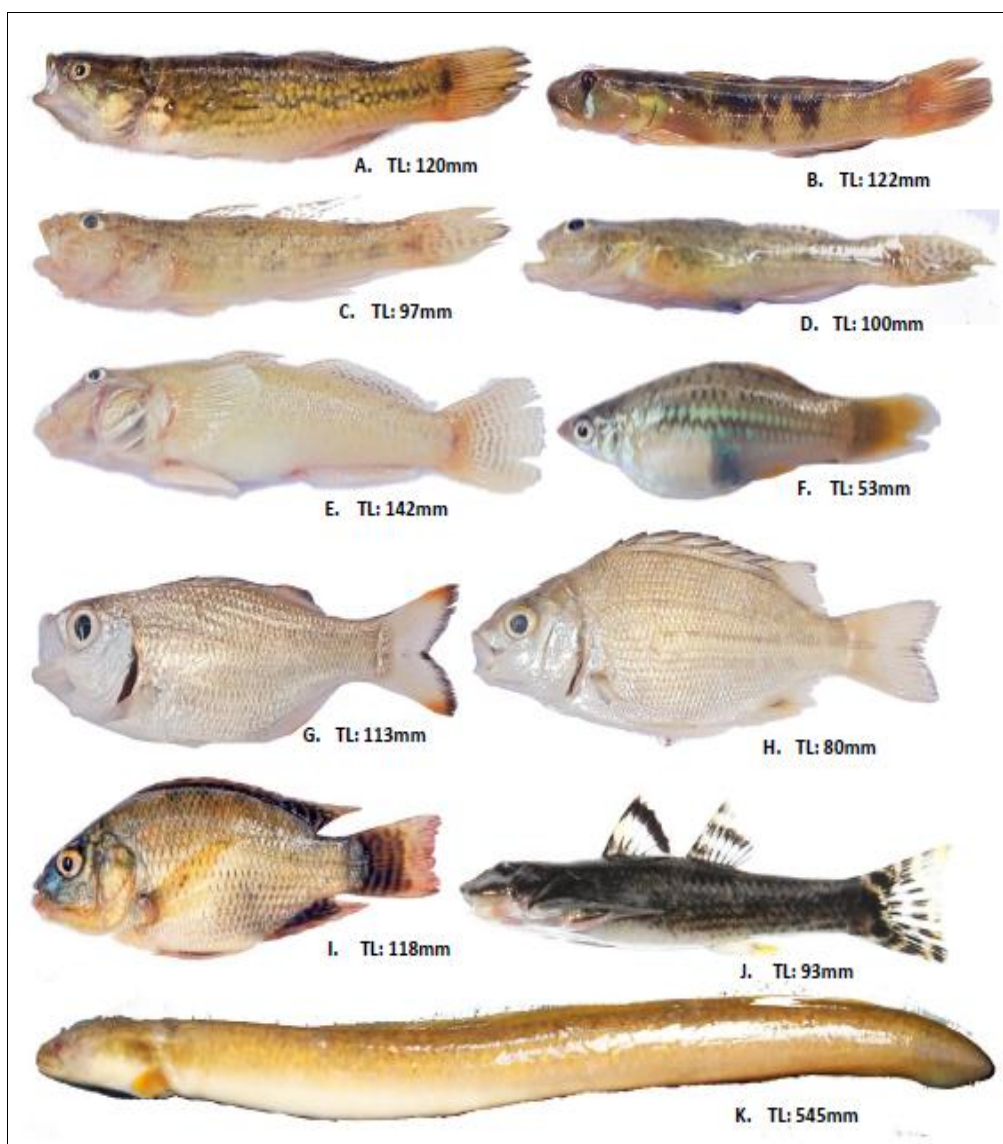 A. TL: 120mm
B. TL: 122mm
C. TL: 97mm
D. TL: 100mm
E. TL: 142mm
F. TL: 53mm
G. TL: 113mm
H. TL: 80mm
I. TL: 118mm
J. TL: 93mm
K. TL: 545mm